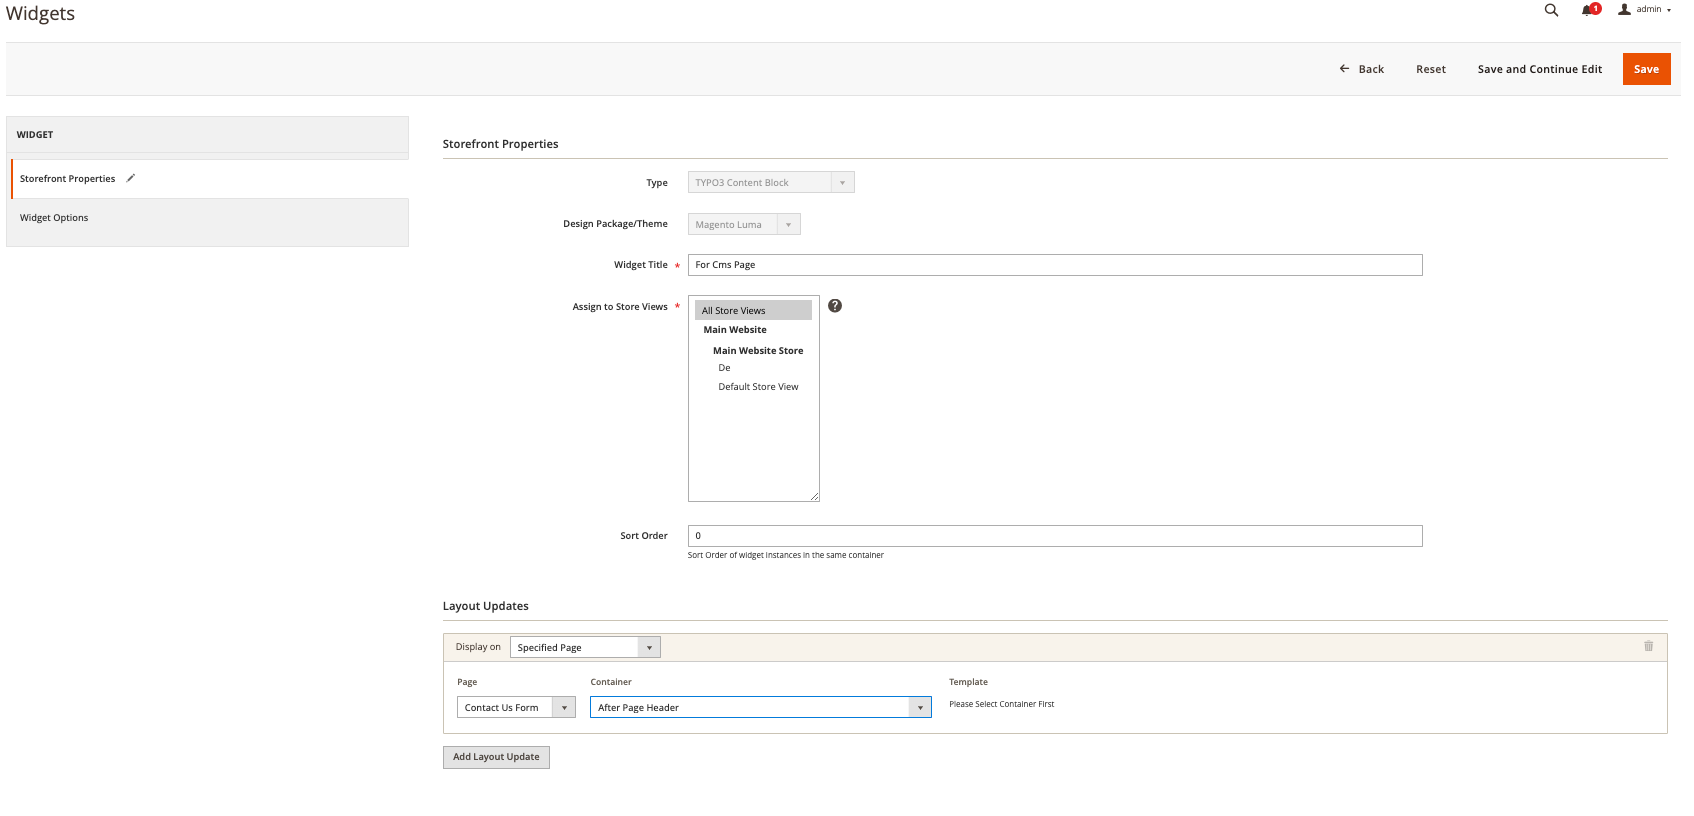 Widgets
1
admin
Back
Reset
Save and Continue Edit
Save
WIDGET
Storefront Properties
Widget Options
Storefront Properties
Type
TYPO3 Content Block
Design Package/Theme
Magento Luma
Widget Title *
For Cms Page
Assign to Store Views *
All Store Views
?
Main Website
Main Website Store
De
Default Store View
Sort Order
0
Sort Order of widget instances in the same container
Layout Updates
Display on
Specified Page
Page
Container
Template
Contact Us Form
After Page Header
Please Select Container First
Add Layout Update